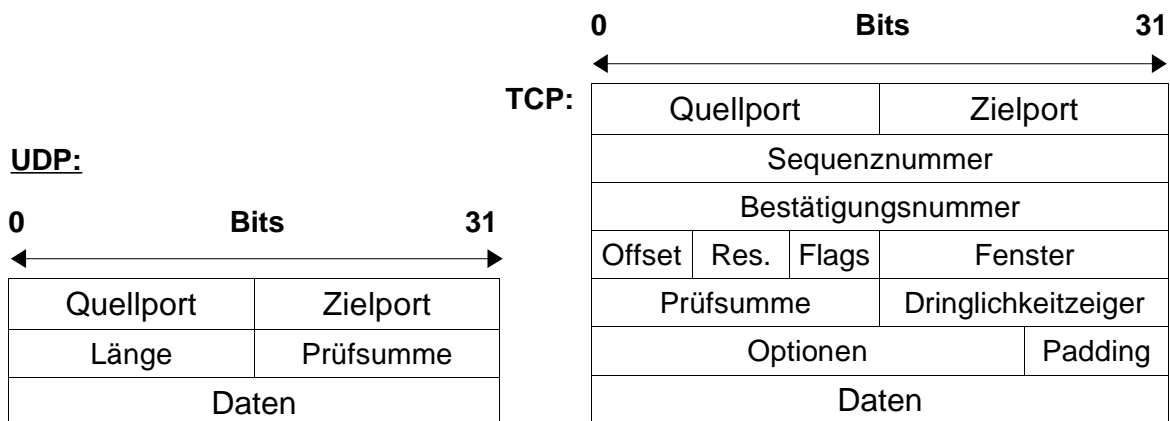 UDP:
0 Bits 31
Quellport Zielport
Länge Prüfsumme
Daten
TCP:
0 Bits 31
Quellport Zielport
Sequenznummer
Bestätigungsnummer
Offset Res. Flags Fenster
Prüfsumme Dringlichkeitzeiger
Optionen Padding
Daten